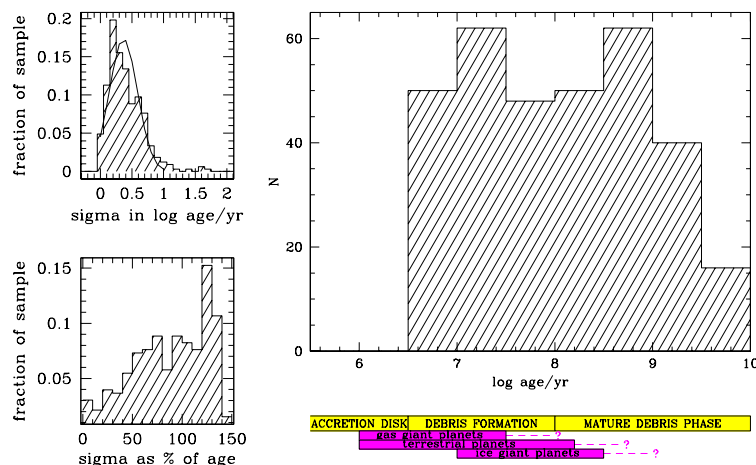 0.2
0.15
0.1
0.05
0
fraction of sample
0 0.5 1 1.5 2
sigma in log age/yr
0.15
0.1
0.05
fraction of sample
0 50 100 150
sigma as % of age
60
40
20
0
N
6 7 8 9 10
log age/yr
ACCRETION DISK DEBRIS FORMATION MATURE DEBRIS PHASE
gas giant planets ?
terrestrial planets ?
ice giant planets ?